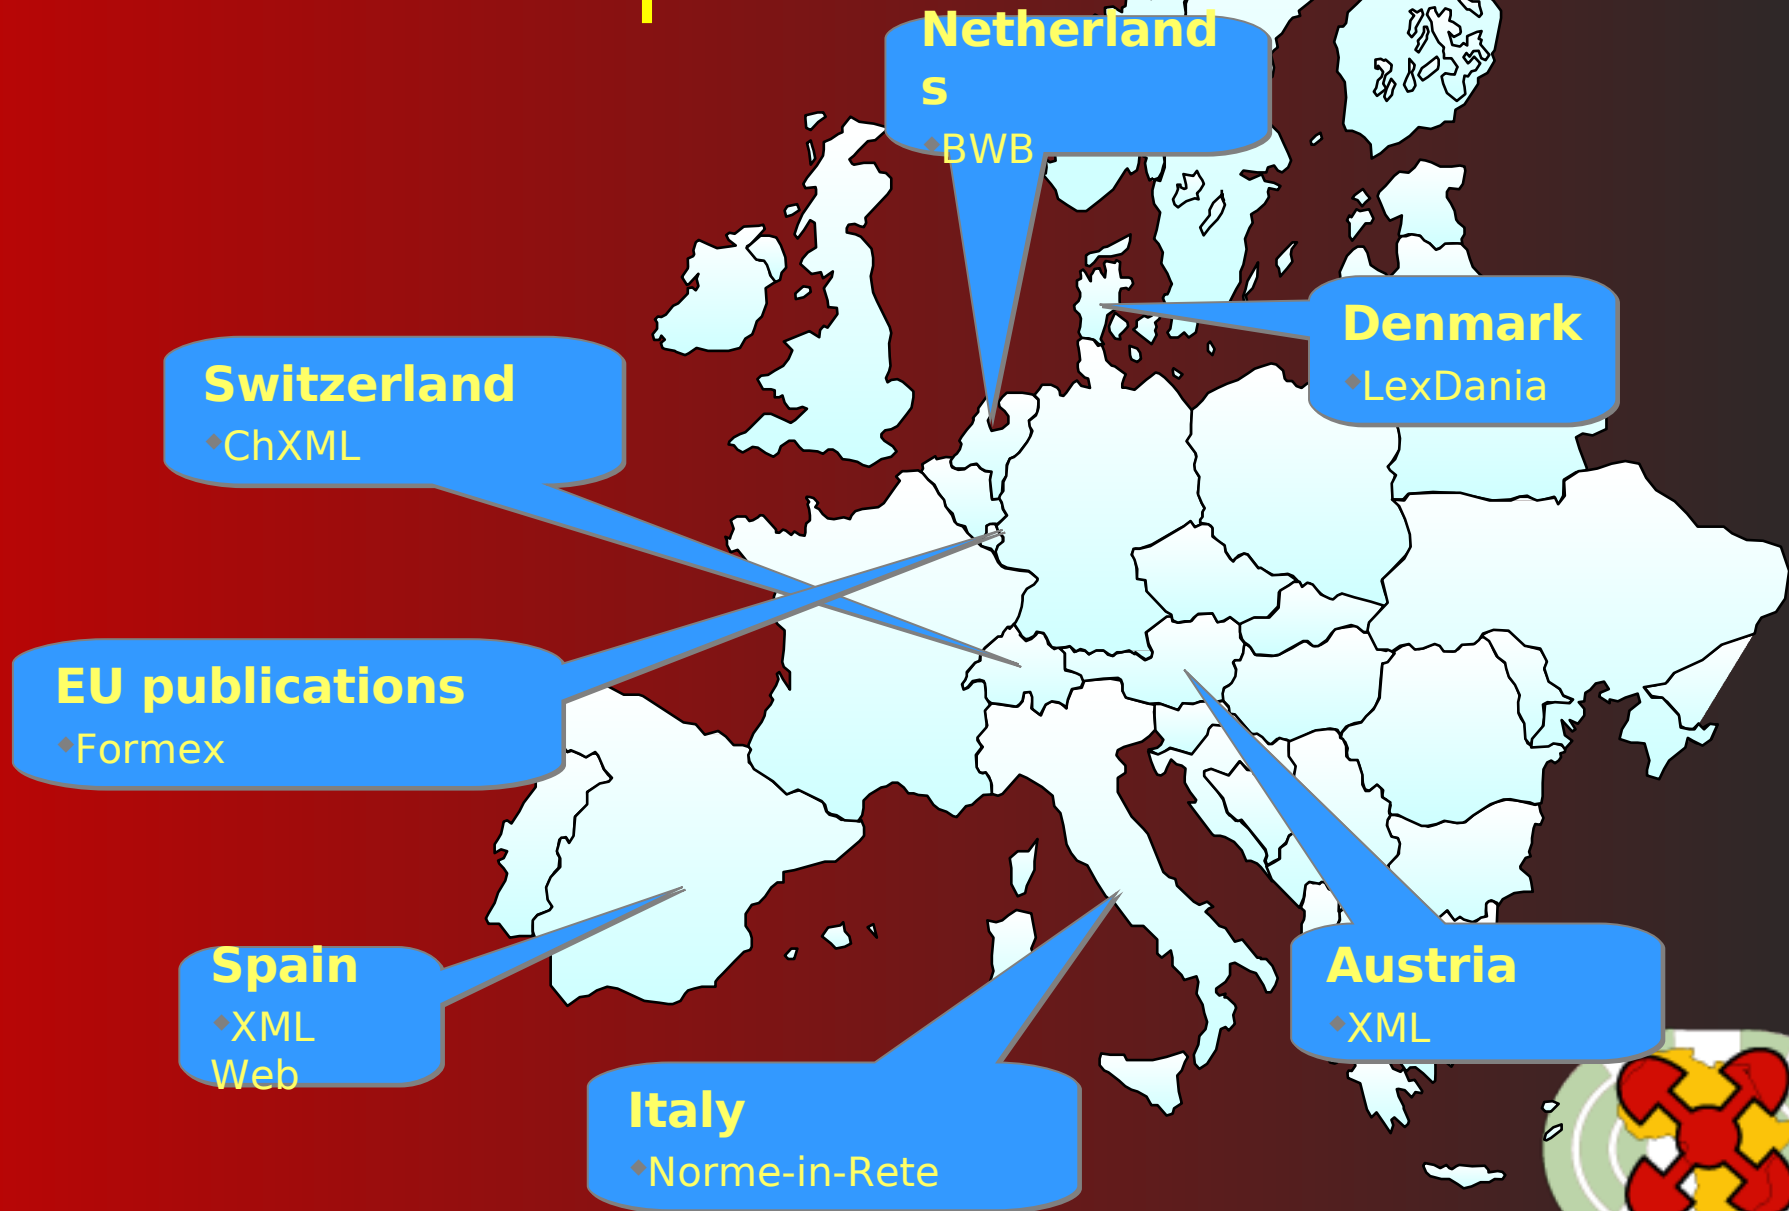 Netherland
s
BWB
Denmark
LexDania
Switzerland
ChXML
EU publications
Formex
Spain
XML
Web
Austria
XML
Italy
Norme-in-Rete